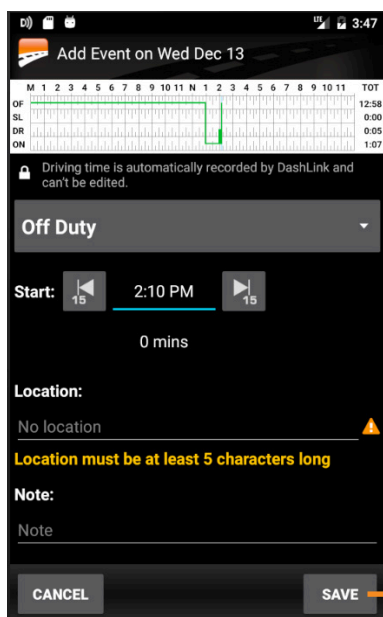 3:47
Add Event on Wed Dec 13
M 1 2 3 4 5 6 7 8 9 10 11 N 1 2 3 4 5 6 7 8 9 10 11 TOT
OF 12:58
SL 0:00
DR 0:05
ON 1:07
Driving time is automatically recorded by DashLink and
can't be edited.
Off Duty
Start: 15 2:10 PM 15
0 mins
Location:
No location
Location must be at least 5 characters long
Note:
Note
CANCEL SAVE